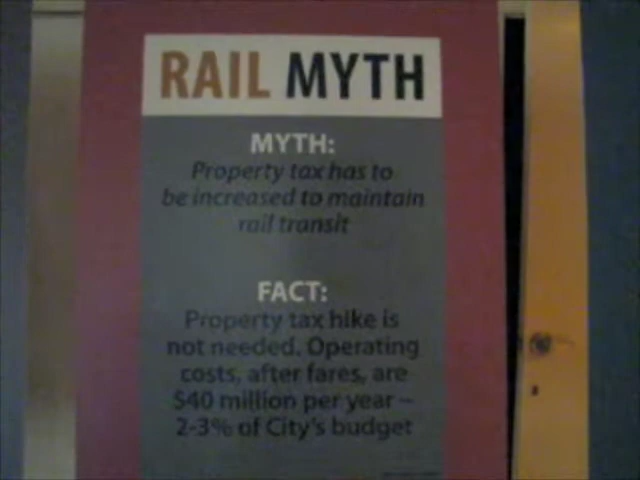 RAIL MYTH
MYTH:
Property tax has to
be increased to maintain
rail transit
FACT:
Property tax hike is
not needed. Operating
costs, after fares, are
$40 million per year –
2-3% of City's budget